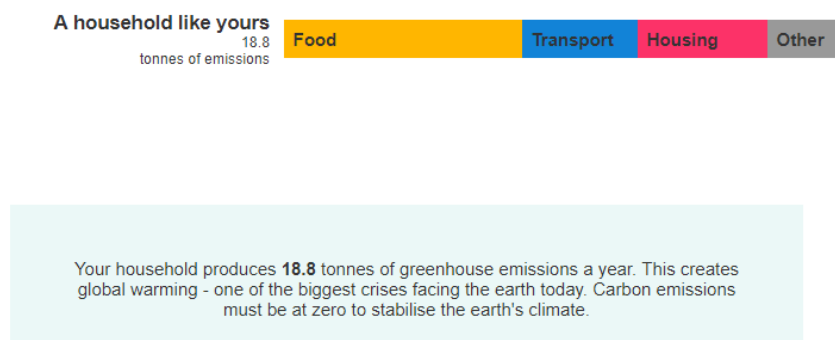 A household like yours
18.8
tonnes of emissions
Food
Transport
Housing
Other
Your household produces 18.8 tonnes of greenhouse emissions a year. This creates
global warming - one of the biggest crises facing the earth today. Carbon emissions
must be at zero to stabilise the earth's climate.